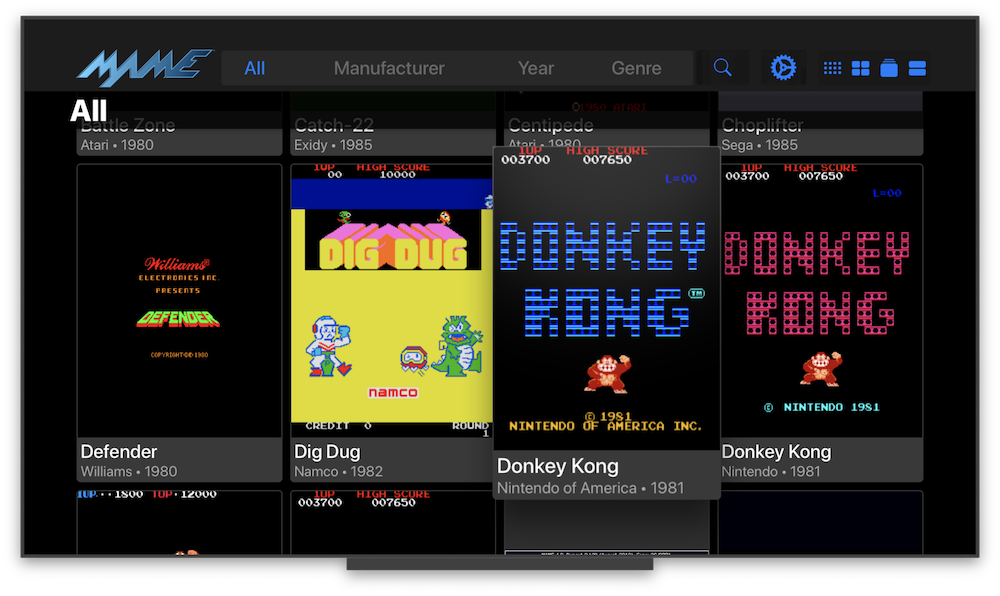 MAME
All
Manufacturer
Year
Genre
All
Battle Zone
Atari • 1980
Catch-22
Exidy • 1985
©1980 ATARI
Centipede
Atari • 1980
Choplifter
Sega • 1985
Williams®
ELECTRONICS INC.
PRESENTS
DEFENDER
COPYRIGHT©1980
Defender
Williams • 1980
1UP HIGH SCORE
00 10000
DIG DUG
namco
CREDIT 0 ROUND
1
Dig Dug
Namco • 1982
1UP HIGH SCORE
003700 007650
L=00
DONKEY
KONG TM
© 1981
NINTENDO OF AMERICA INC.
Donkey Kong
Nintendo of America • 1981
1UP HIGH SCORE
003700 007650
L=00
DONKEY
KONG
© NINTENDO 1981
Donkey Kong
Nintendo • 1981
1UP 1800 TOP 12000
1UP HIGH SCORE
003700 007650